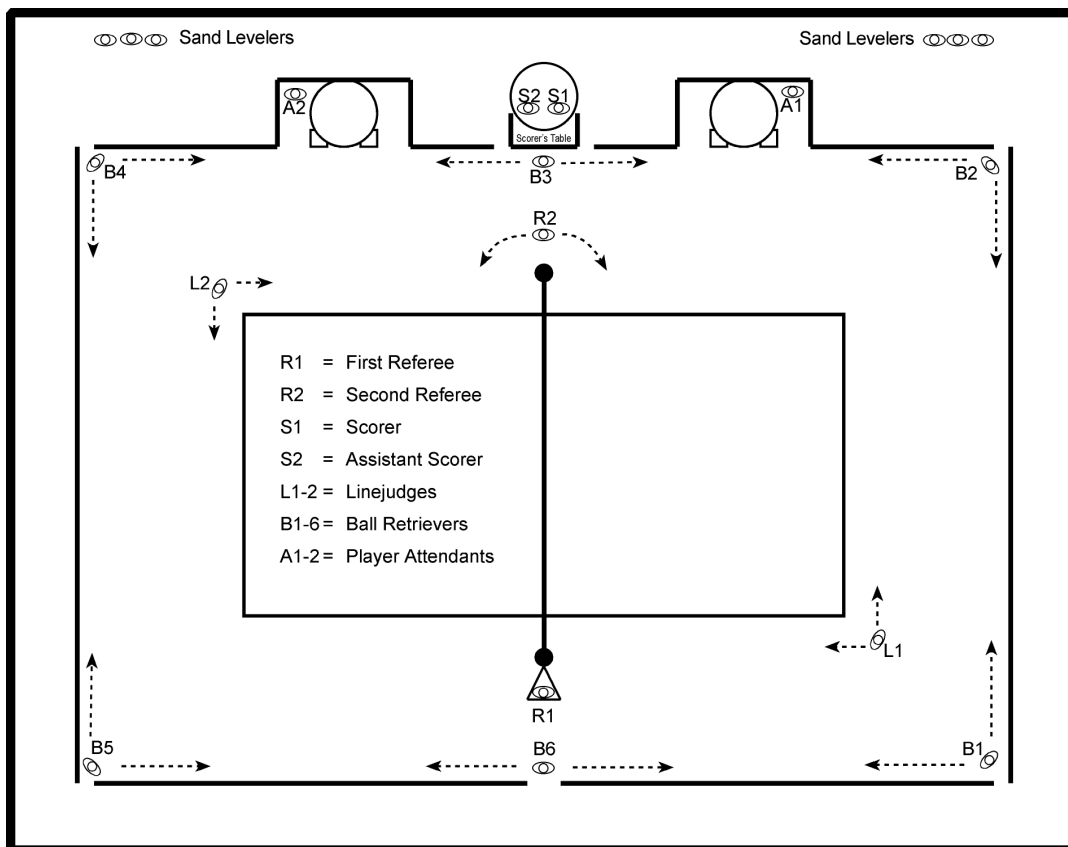 Sand Levelers
Sand Levelers
A2
S2 S1
A1
Scorer's Table
B4
B3
B2
R2
L2
R1 = First Referee
R2 = Second Referee
S1 = Scorer
S2 = Assistant Scorer
L1-2 = Linejudges
B1-6 = Ball Retrievers
A1-2 = Player Attendants
L1
R1
B5
B6
B1